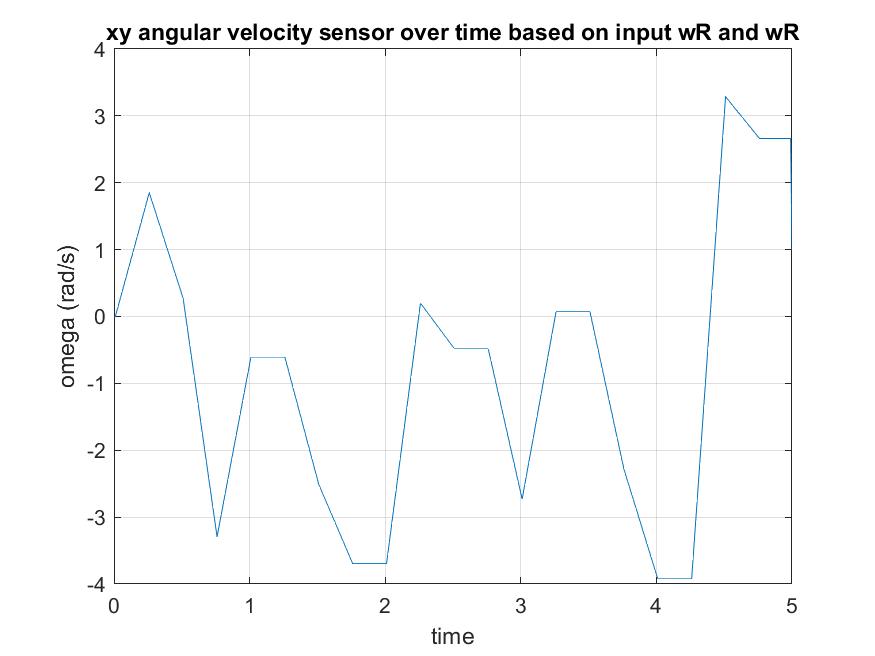 xy angular velocity sensor over time based on input wR and wR
4
3
2
1
0
-1
-2
-3
-4
omega (rad/s)
0 1 2 3 4 5
time